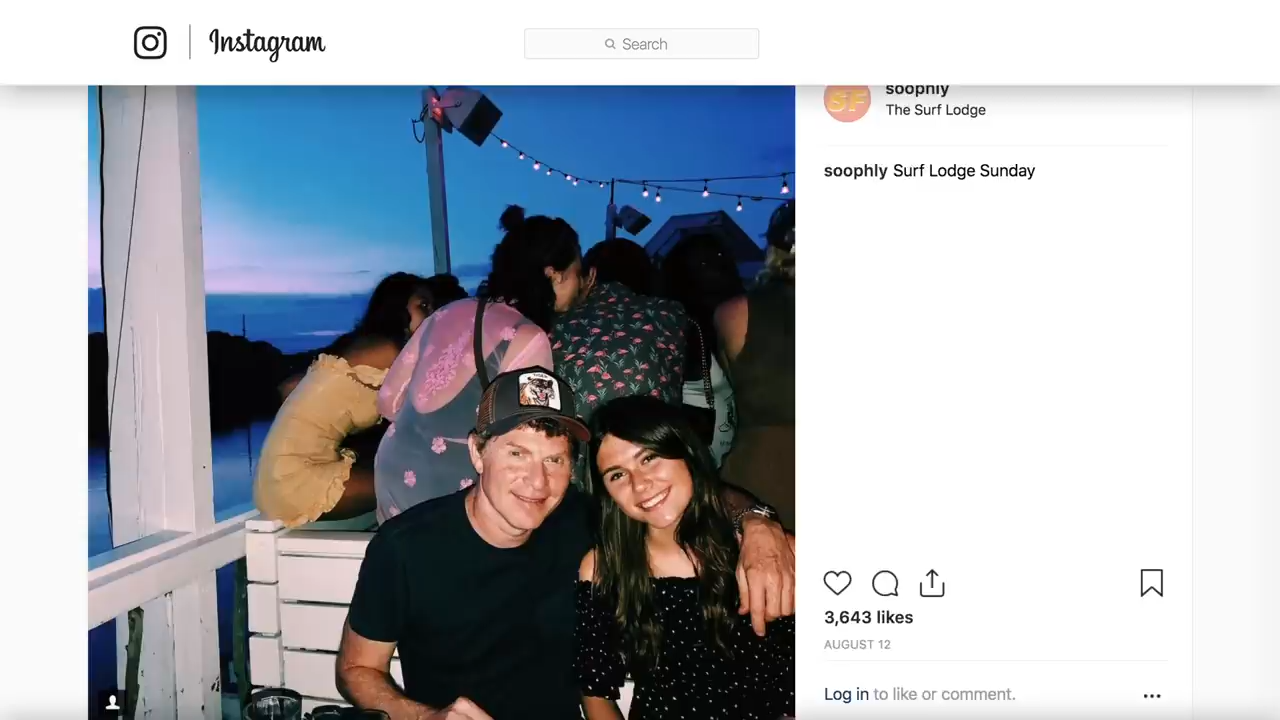 Instagram
Search
soophly
The Surf Lodge
SF
soophly Surf Lodge Sunday
3,643 likes
AUGUST 12
Log in to like or comment.